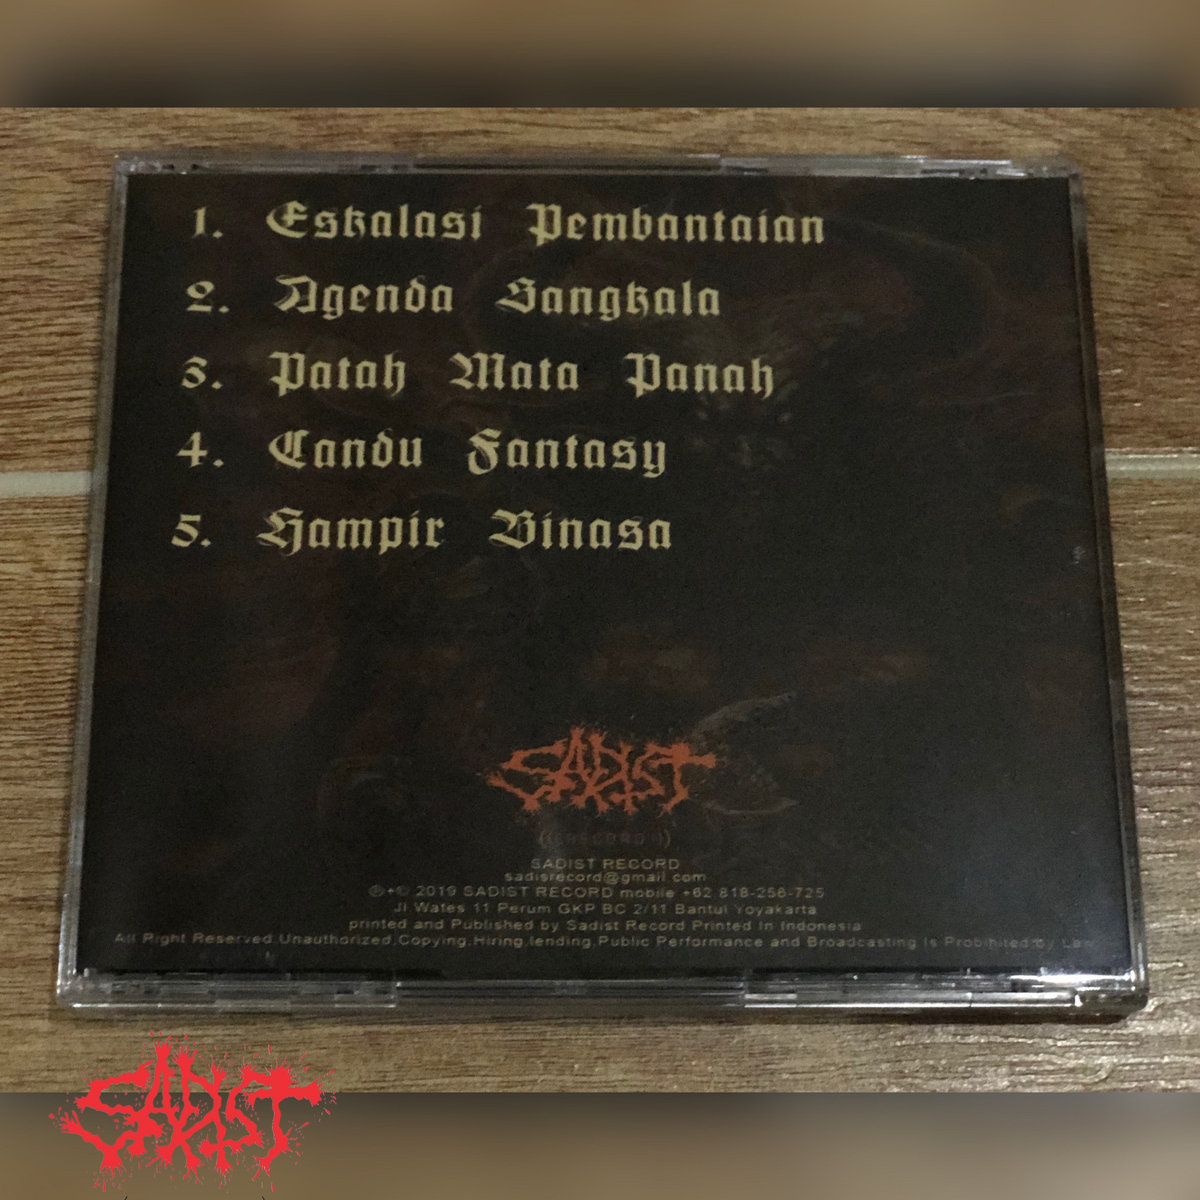 1. Eskalasi Pembantaian
2. Agenda Sangkala
3. Patah Mata Panah
4. Candu Fantasy
5. Hampir Binasa
SADIST
((( RECORD )))
SADIST RECORD
sadisrecord@gmail.com
℗+© 2019 SADIST RECORD mobile +62 818-256-725
Jl.Wates 11 Perum GKP BC 2/11 Bantul Yoyakarta
printed and Published by Sadist Record Printed In Indonesia
All Right Reserved.Unauthorized,Copying,Hiring,lending,Public Performance and Broadcasting Is Probihited by Law
SADIST